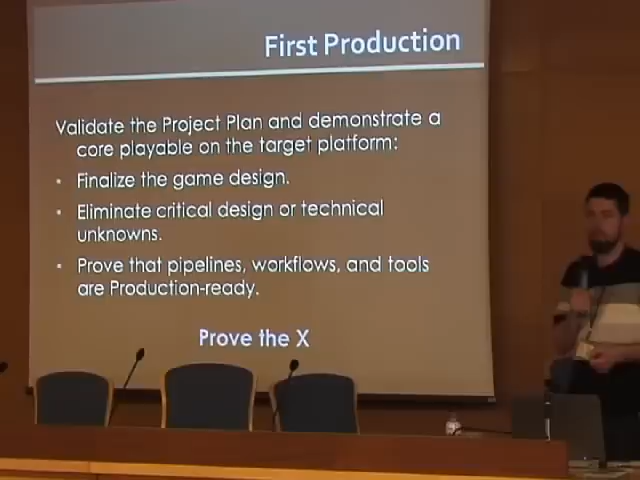 First Production
Validate the Project Plan and demonstrate a
core playable on the target platform:
▪ Finalize the game design.
▪ Eliminate critical design or technical
unknowns.
▪ Prove that pipelines, workflows, and tools
are Production-ready.
Prove the X